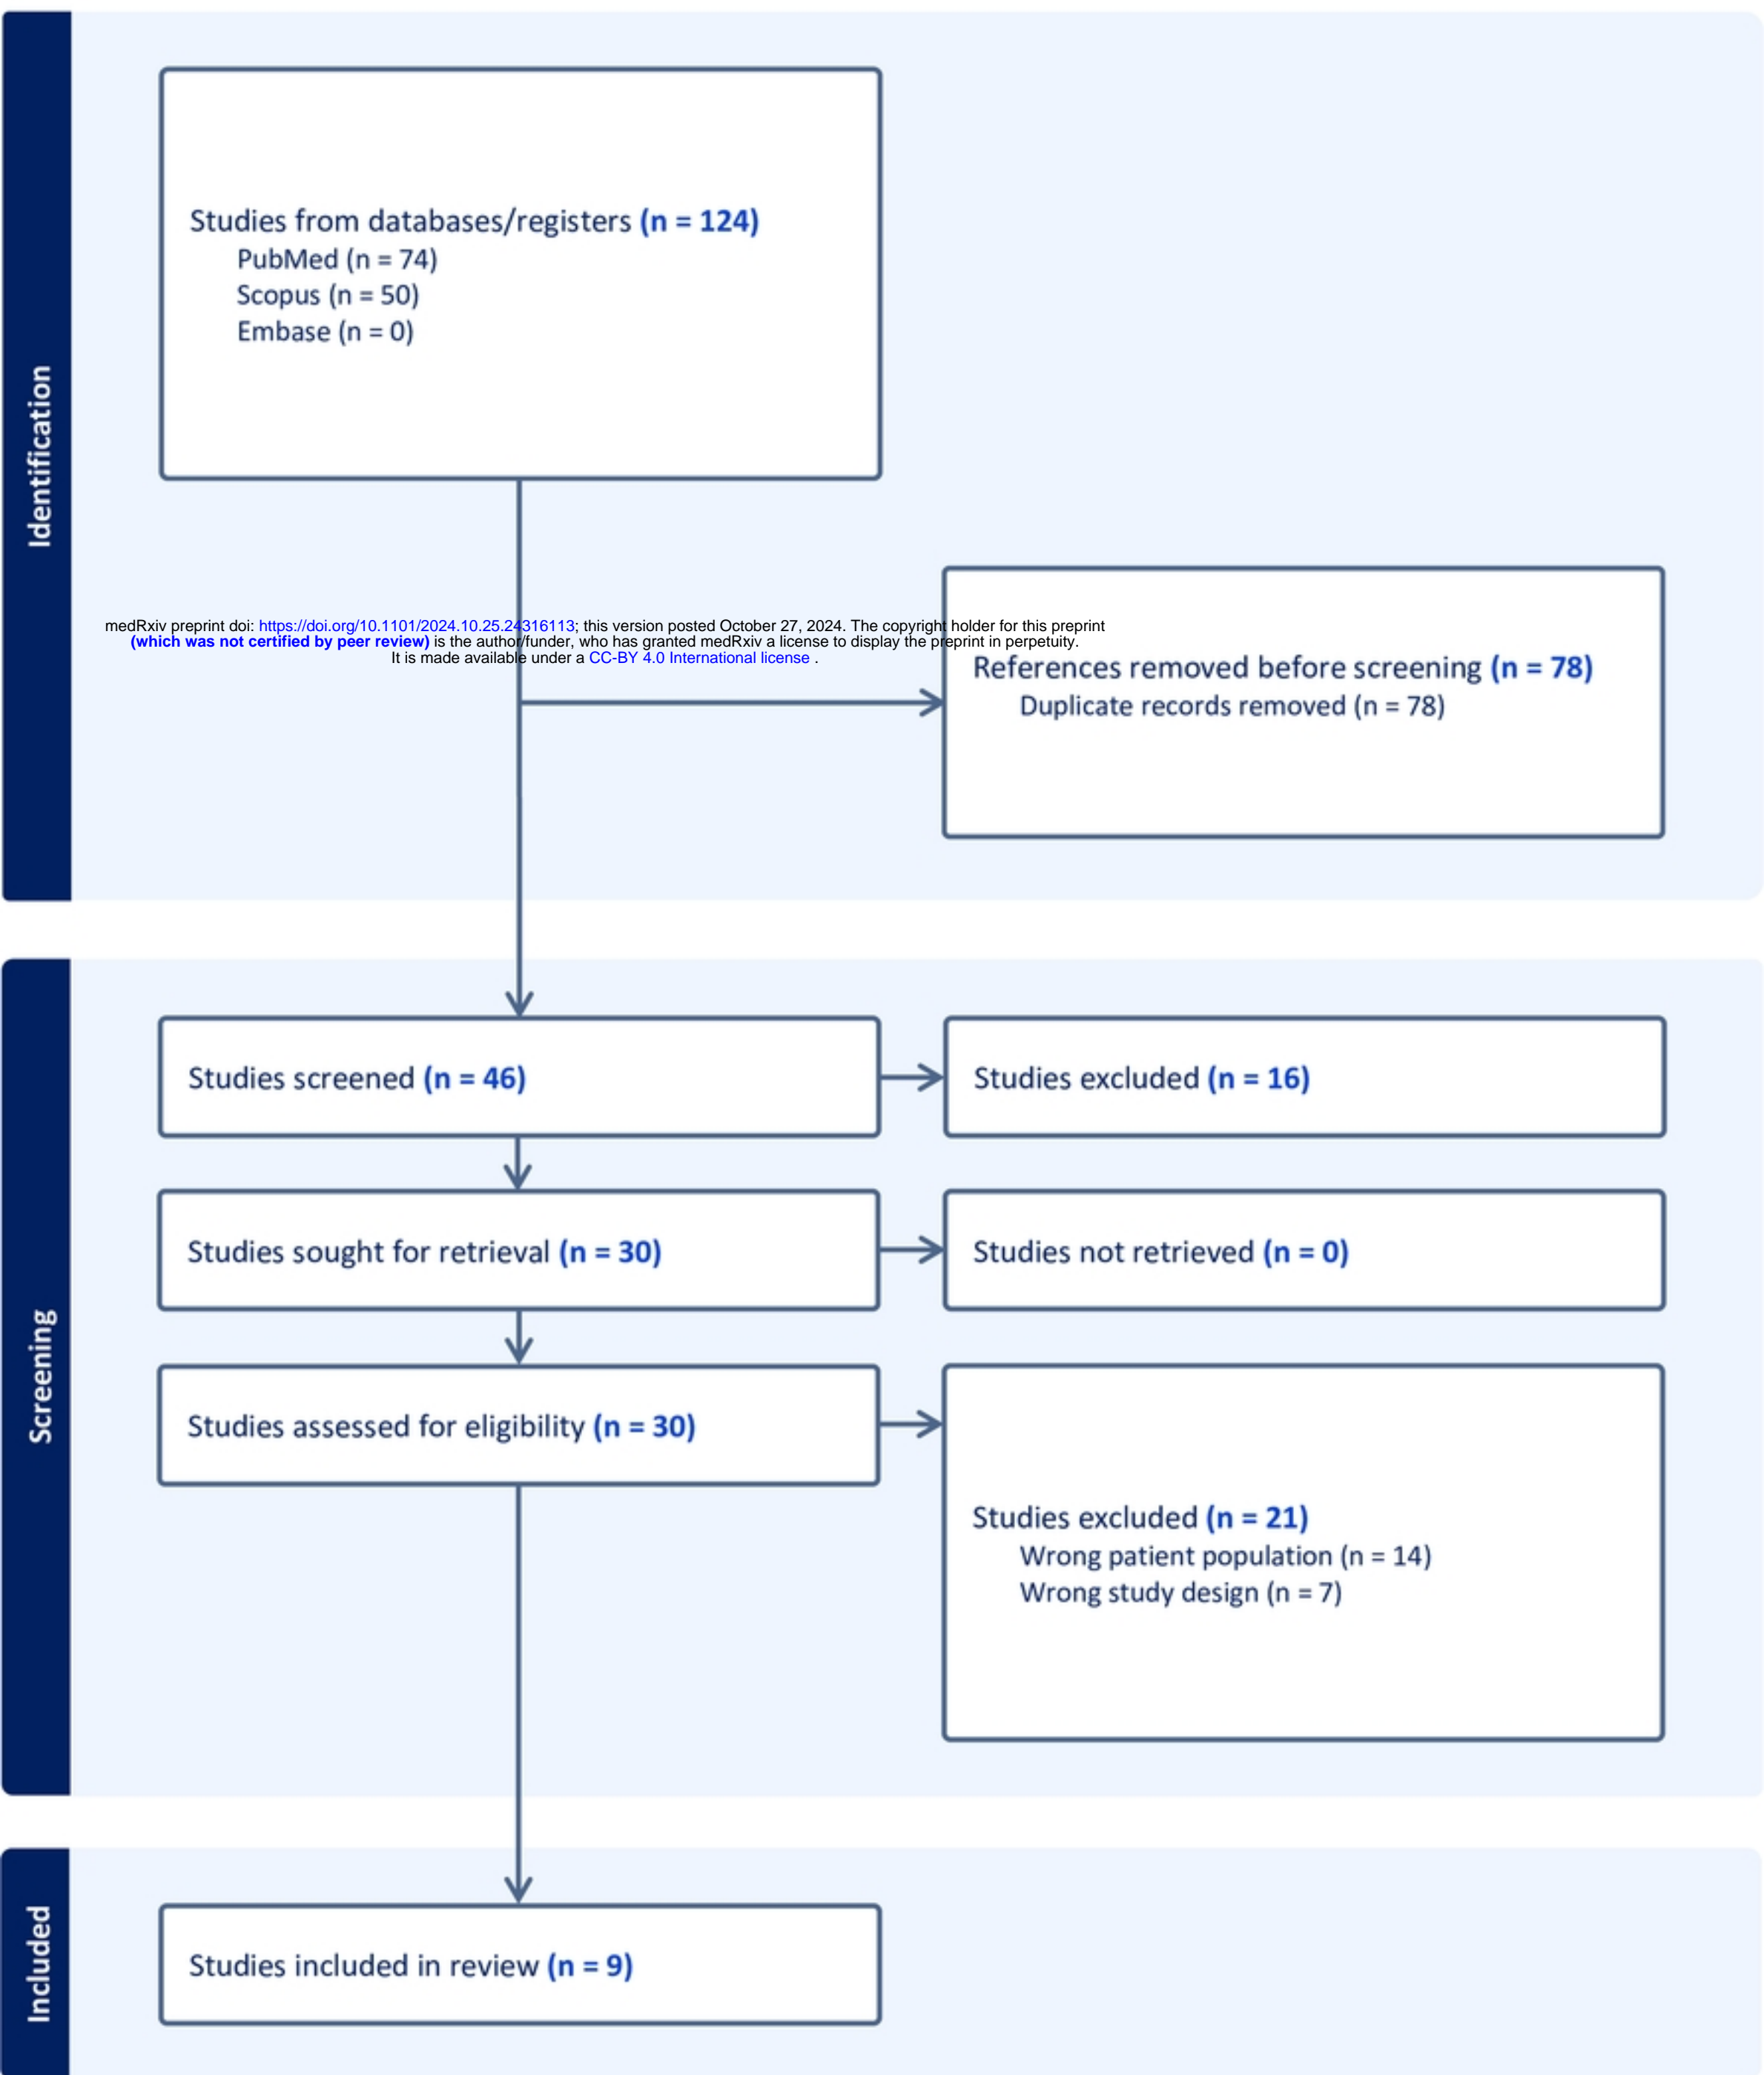 Identification
Studies from databases/registers (n = 124)
PubMed (n = 74)
Scopus (n = 50)
Embase (n = 0)
medRxiv preprint doi: https://doi.org/10.1101/2024.10.25.24316113; this version posted October 27, 2024. The copyright holder for this preprint
(which was not certified by peer review) is the author/funder, who has granted medRxiv a license to display the preprint in perpetuity.
It is made available under a CC-BY 4.0 International license .
References removed before screening (n = 78)
Duplicate records removed (n = 78)
Screening
Studies screened (n = 46)
Studies excluded (n = 16)
Studies sought for retrieval (n = 30)
Studies not retrieved (n = 0)
Studies assessed for eligibility (n = 30)
Studies excluded (n = 21)
Wrong patient population (n = 14)
Wrong study design (n = 7)
Included
Studies included in review (n = 9)